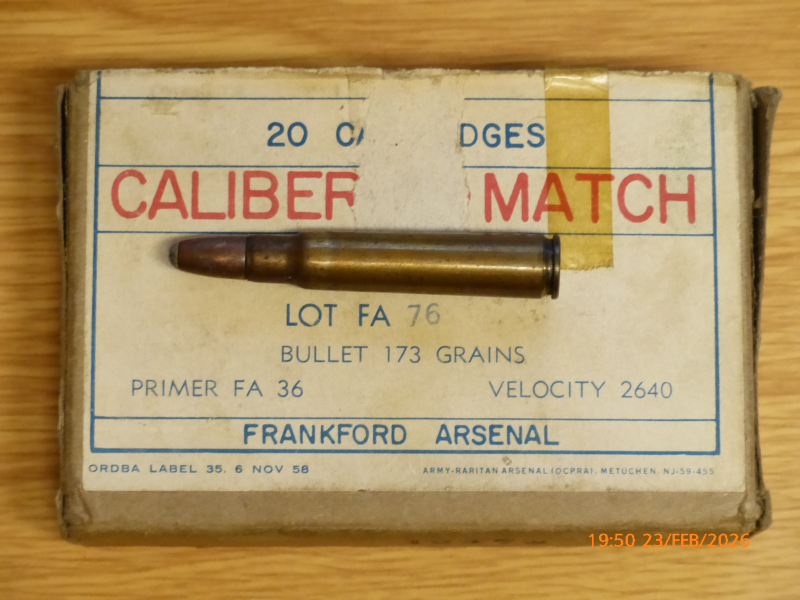 20 CA DGES
CALIBER MATCH
LOT FA 76
BULLET 173 GRAINS
PRIMER FA 36 VELOCITY 2640
FRANKFORD ARSENAL
ORDBA LABEL 35. 6 NOV 58 ARMY-RARITAN ARSENAL (OCPRA). METUCHEN. NJ-59-455
19:50 23/FEB/2026